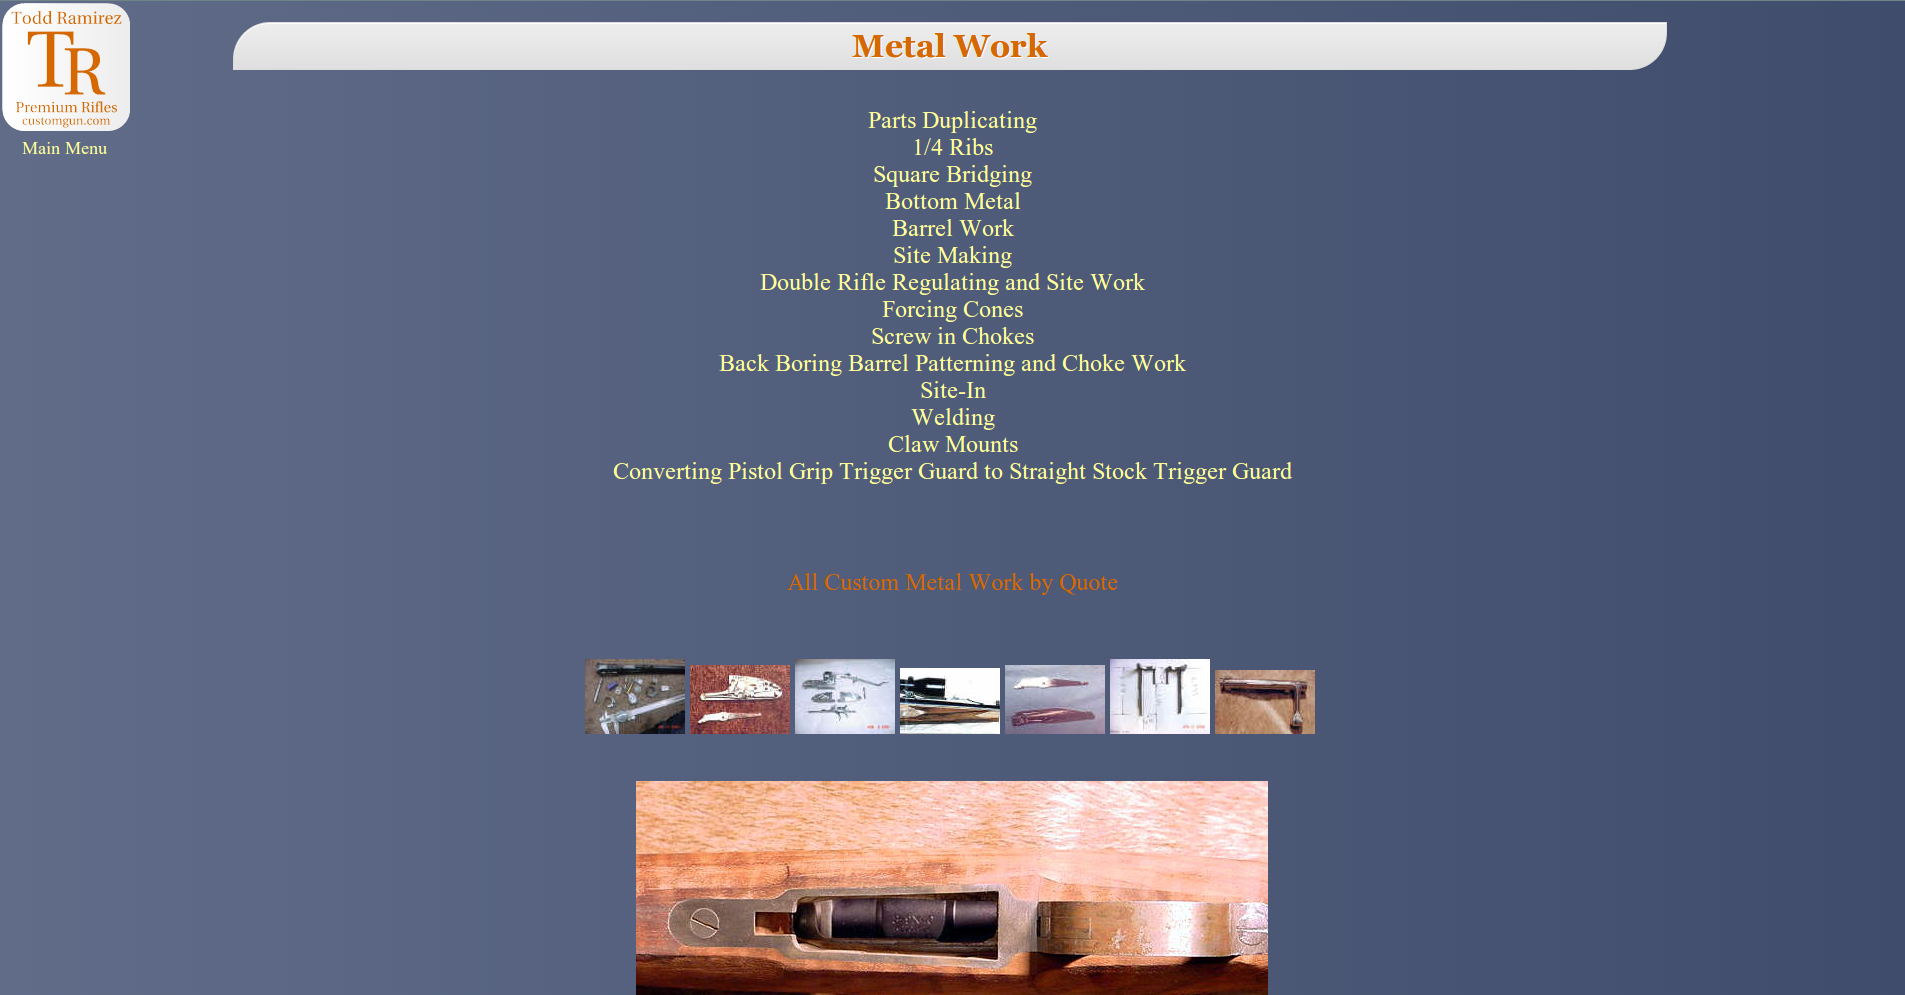 Todd Ramirez
TR
Premium Rifles
customgun.com
Main Menu
Metal Work
Parts Duplicating
1/4 Ribs
Square Bridging
Bottom Metal
Barrel Work
Site Making
Double Rifle Regulating and Site Work
Forcing Cones
Screw in Chokes
Back Boring Barrel Patterning and Choke Work
Site-In
Welding
Claw Mounts
Converting Pistol Grip Trigger Guard to Straight Stock Trigger Guard
All Custom Metal Work by Quote